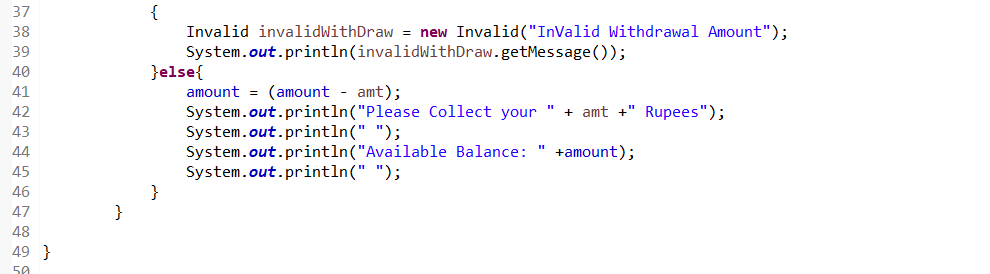 37 {
38 Invalid invalidWithDraw = new Invalid("InValid Withdrawal Amount");
39 System.out.println(invalidWithDraw.getMessage());
40 }else{
41 amount = (amount - amt);
42 System.out.println("Please Collect your " + amt +" Rupees");
43 System.out.println(" ");
44 System.out.println("Available Balance: " +amount);
45 System.out.println(" ");
46 }
47 }
48
49 }
50